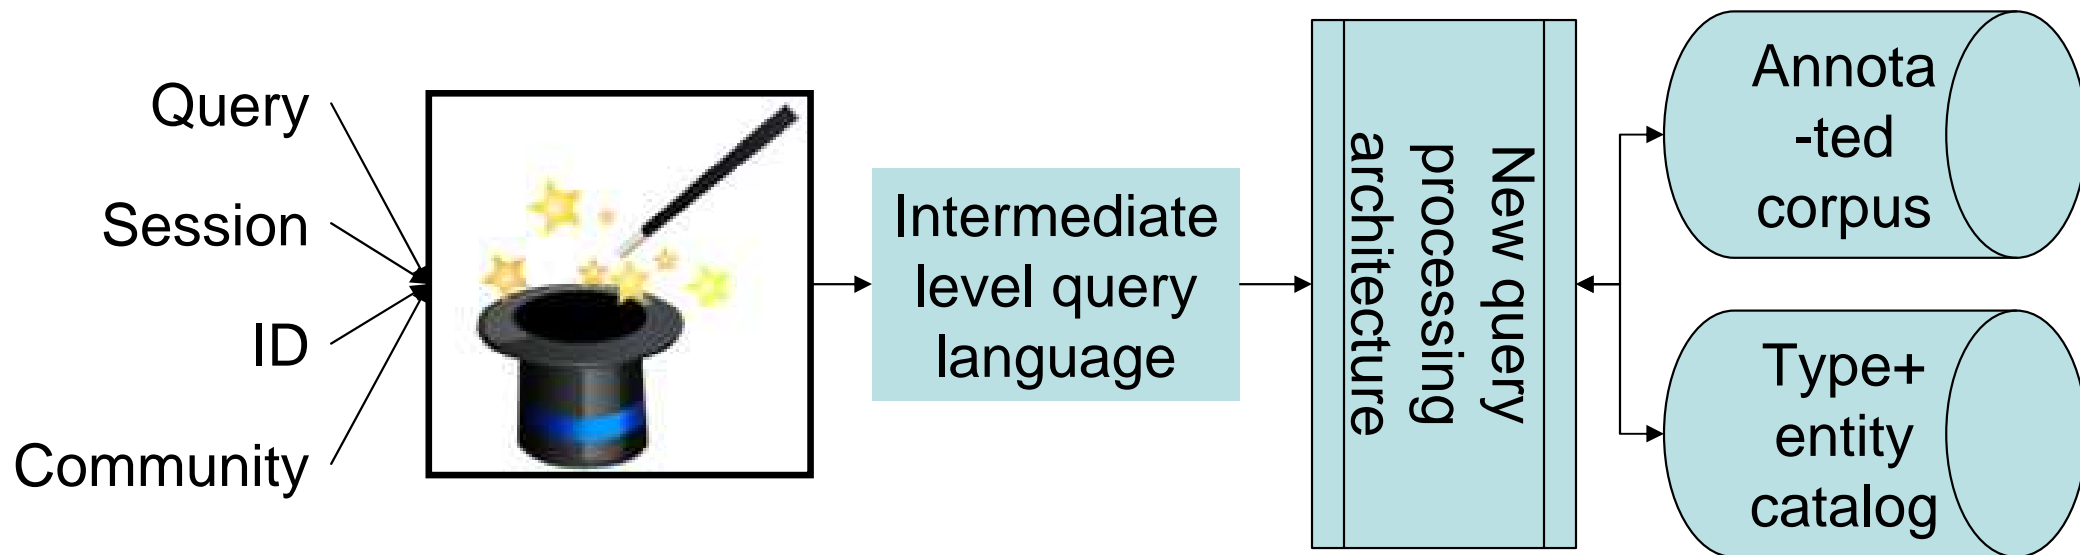 Query
Session
ID
Community
Intermediate
level query
language
New query
processing
architecture
Annota
-ted
corpus
Type+
entity
catalog